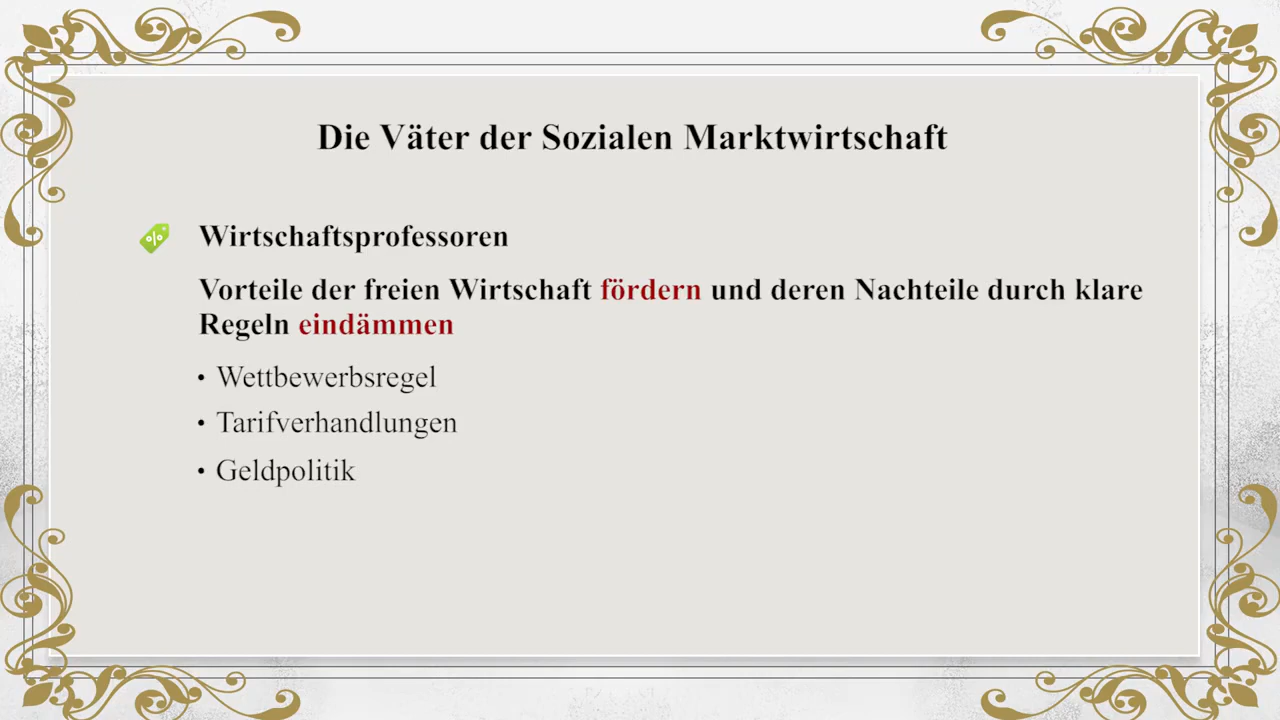 Die Väter der Sozialen Marktwirtschaft
%
Wirtschaftsprofessoren
Vorteile der freien Wirtschaft fördern und deren Nachteile durch klare
Regeln eindämmen
• Wettbewerbsregel
• Tarifverhandlungen
• Geldpolitik